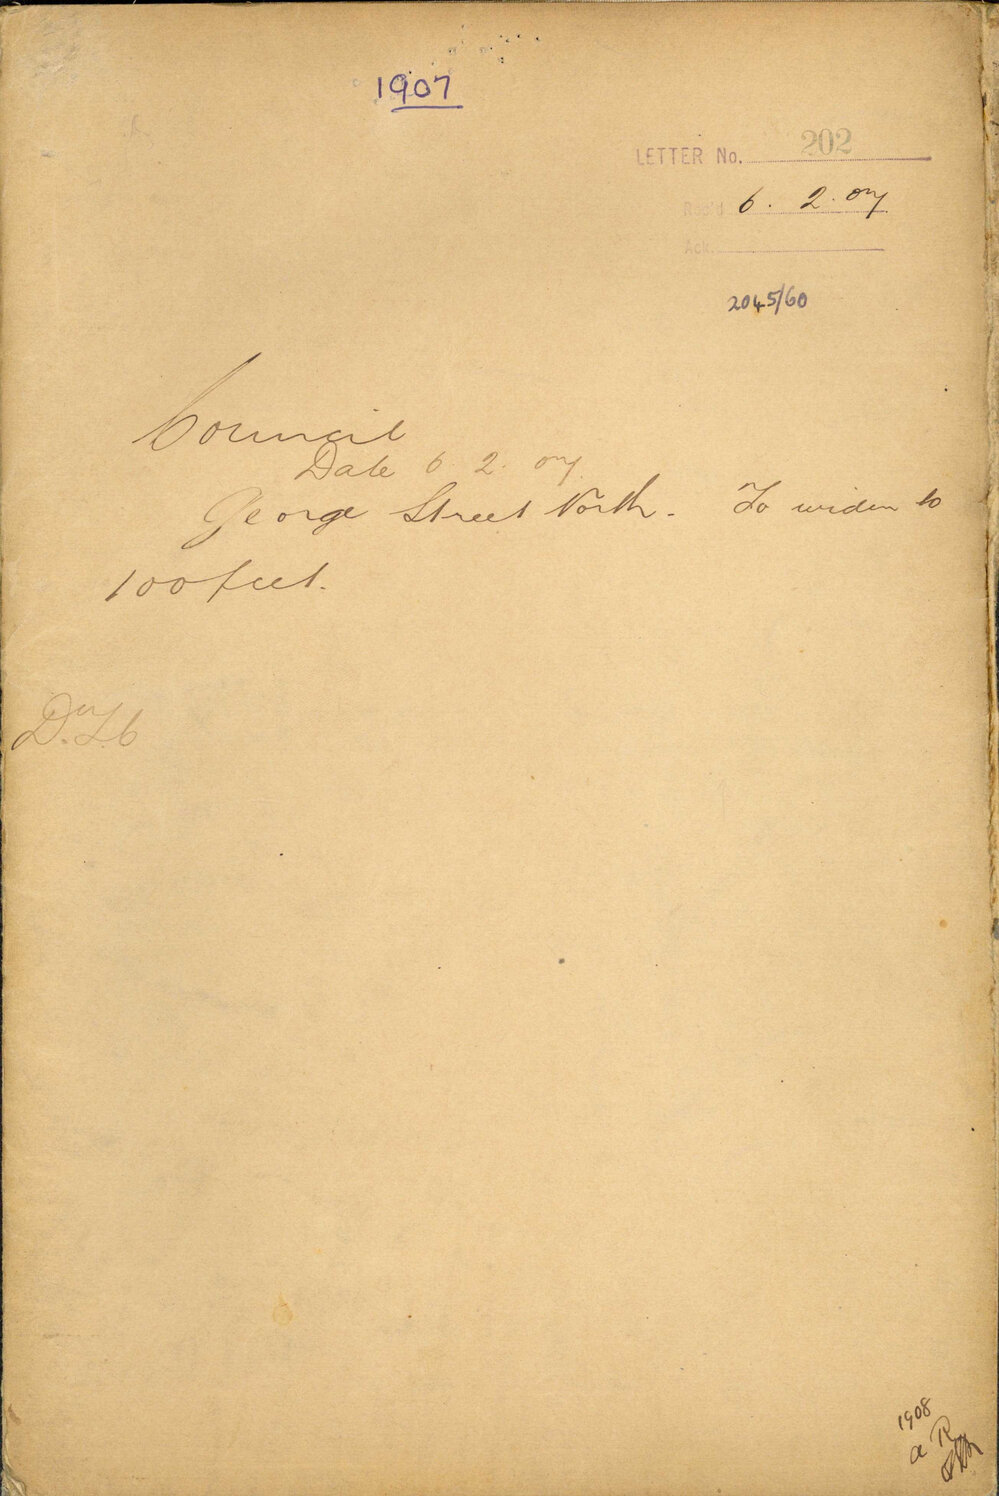 1907
LETTER No. 202
Rec'd 6. 2. 07
Ack.
2045/60
Council
Date 6. 2. 07
George Street North. To widen to
100 feet.
1908